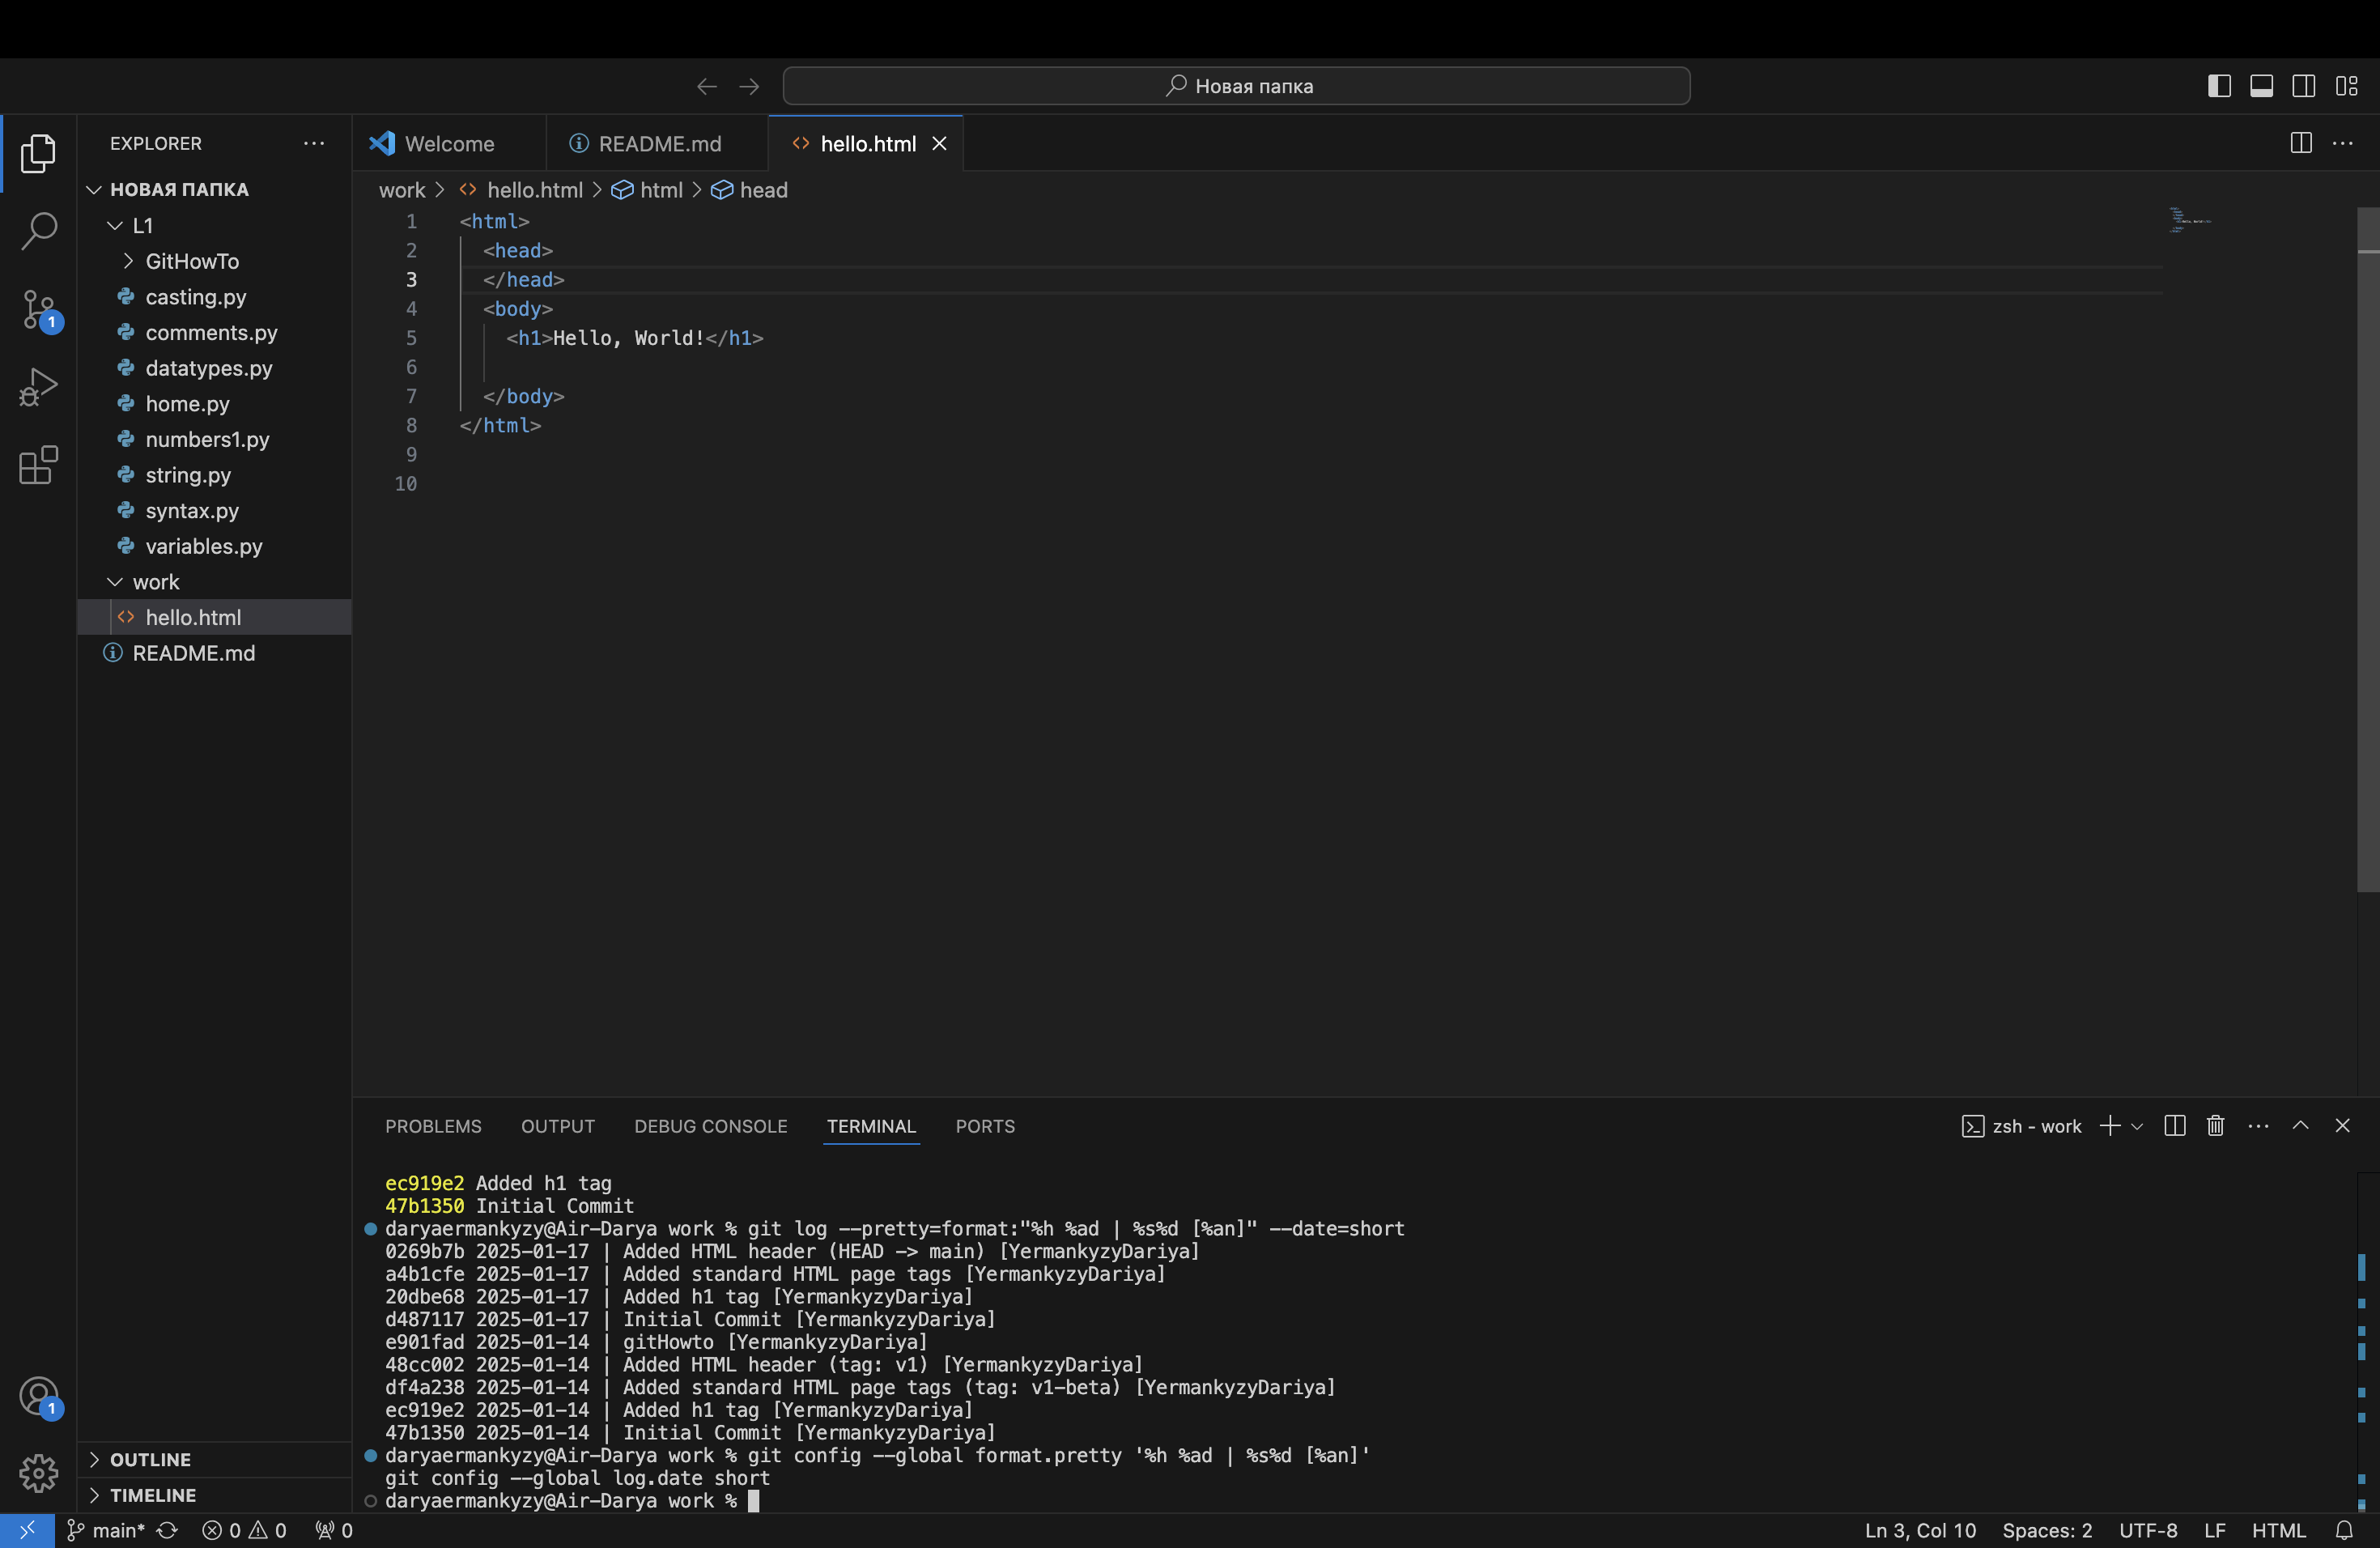 Новая папка
EXPLORER
НОВАЯ ПАПКА
L1
GitHowTo
casting.py
comments.py
datatypes.py
home.py
numbers1.py
string.py
syntax.py
variables.py
work
hello.html
README.md
OUTLINE
TIMELINE
1
1
Welcome
README.md
hello.html
work > hello.html > html > head
1 <html>
2 <head>
3 </head>
4 <body>
5 <h1>Hello, World!</h1>
6
7 </body>
8 </html>
9
10
PROBLEMS OUTPUT DEBUG CONSOLE TERMINAL PORTS
zsh - work
ec919e2 Added h1 tag
47b1350 Initial Commit
daryaermankyzy@Air-Darya work % git log --pretty=format:"%h %ad | %s%d [%an]" --date=short
0269b7b 2025-01-17 | Added HTML header (HEAD -> main) [YermankyzyDariya]
a4b1cfe 2025-01-17 | Added standard HTML page tags [YermankyzyDariya]
20dbe68 2025-01-17 | Added h1 tag [YermankyzyDariya]
d487117 2025-01-17 | Initial Commit [YermankyzyDariya]
e901fad 2025-01-14 | gitHowto [YermankyzyDariya]
48cc002 2025-01-14 | Added HTML header (tag: v1) [YermankyzyDariya]
df4a238 2025-01-14 | Added standard HTML page tags (tag: v1-beta) [YermankyzyDariya]
ec919e2 2025-01-14 | Added h1 tag [YermankyzyDariya]
47b1350 2025-01-14 | Initial Commit [YermankyzyDariya]
daryaermankyzy@Air-Darya work % git config --global format.pretty '%h %ad | %s%d [%an]'
git config --global log.date short
daryaermankyzy@Air-Darya work %
main* 0 0 0
Ln 3, Col 10 Spaces: 2 UTF-8 LF HTML